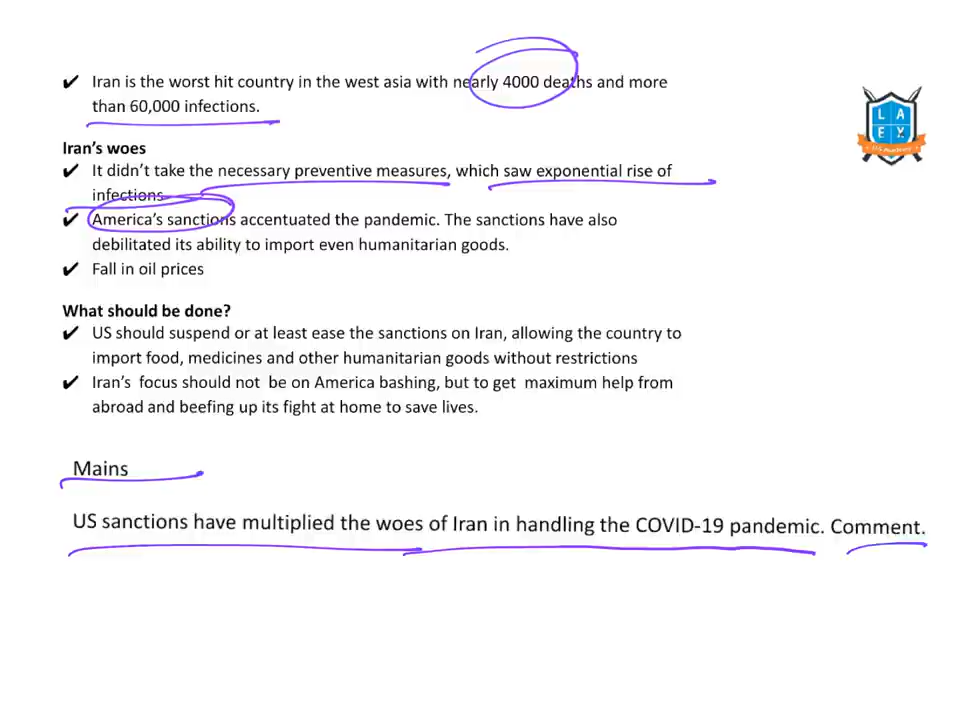 ✔ Iran is the worst hit country in the west asia with nearly 4000 deaths and more
than 60,000 infections.
L A
E X
Iran's woes
✔ It didn't take the necessary preventive measures, which saw exponential rise of
infections
✔ America's sanctions accentuated the pandemic. The sanctions have also
debilitated its ability to import even humanitarian goods.
✔ Fall in oil prices
What should be done?
✔ US should suspend or at least ease the sanctions on Iran, allowing the country to
import food, medicines and other humanitarian goods without restrictions
✔ Iran's focus should not be on America bashing, but to get maximum help from
abroad and beefing up its fight at home to save lives.
Mains
US sanctions have multiplied the woes of Iran in handling the COVID-19 pandemic. Comment.